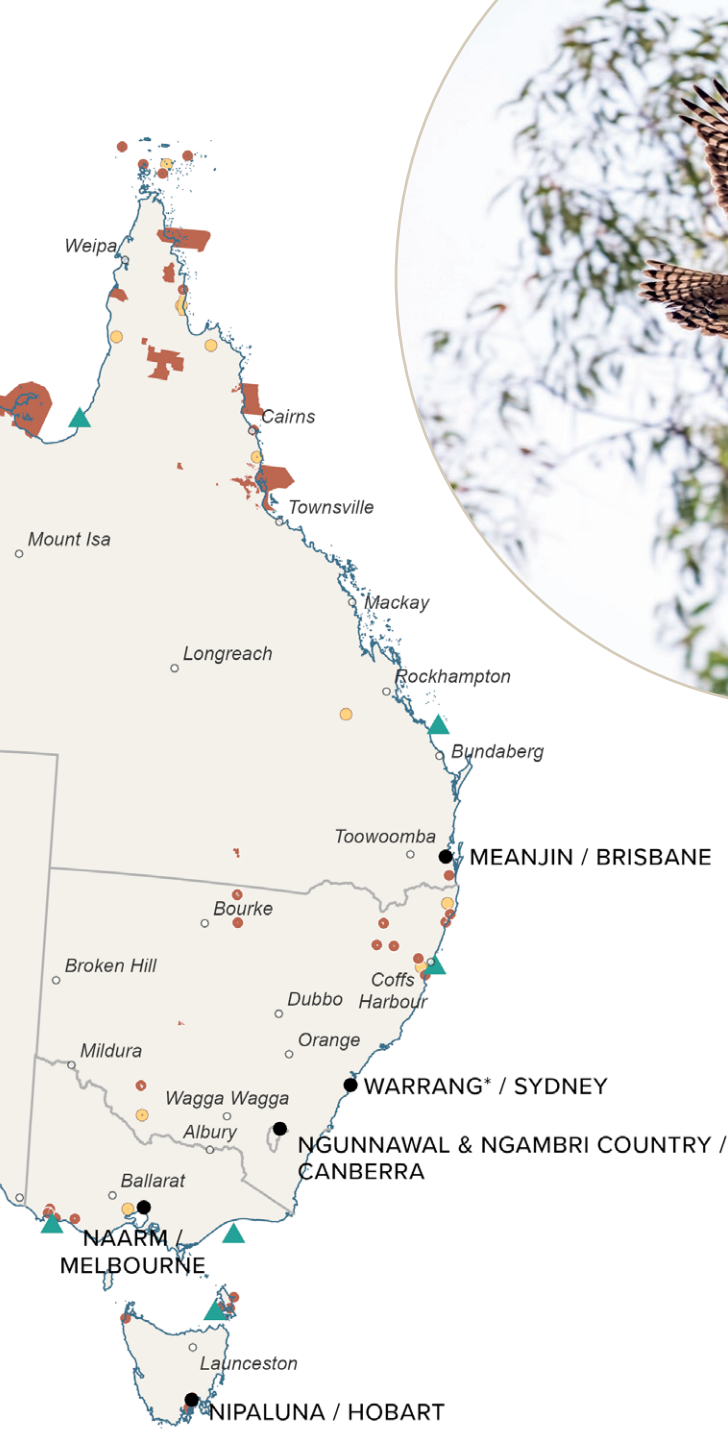 Weipa
Cairns
Townsville
Mount Isa
Mackay
Longreach
Rockhampton
Bundaberg
Toowoomba
MEANJIN / BRISBANE
Bourke
Broken Hill
Coffs
Harbour
Dubbo
Orange
Mildura
WARRANG* / SYDNEY
Wagga Wagga
Albury
NGUNNAWAL & NGAMBRI COUNTRY /
CANBERRA
Ballarat
NAARM /
MELBOURNE
Launceston
NIPALUNA / HOBART